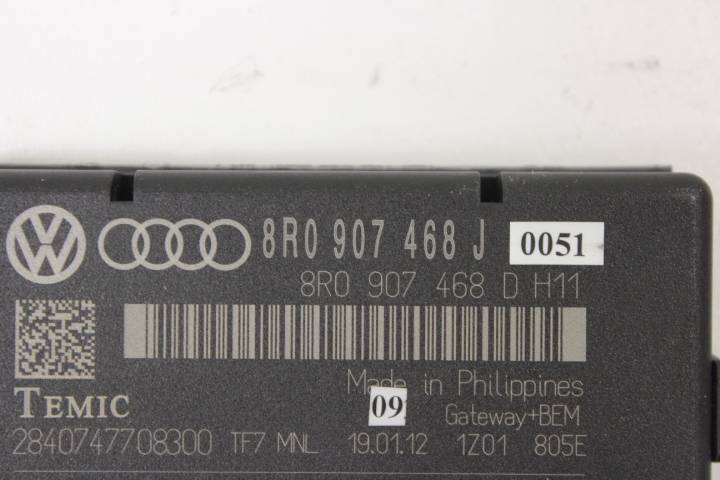 8R0 907 468 J 0051
8R0 907 468 D H11
Made in Philippines
TEMIC 09 Gateway+BEM
2840747708300 TF7 MNL 19.01.12 1Z01 805E